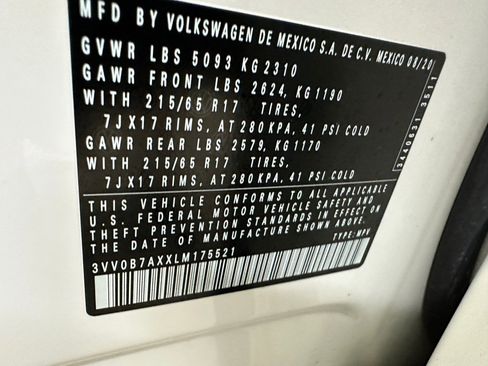 MFD BY VOLKSWAGEN DE MEXICO S.A. DE C.V. MEXICO 08/20
GVWR LBS 5093 KG 2310
GAWR FRONT LBS 2624, KG 1190
WITH 215/65 R17 TIRES,
7JX17 RIMS, AT 280 KPA, 41 PSI COLD
GAWR REAR LBS 2579, KG 1170
WITH 215/65 R17 TIRES,
7JX17 RIMS, AT 280 KPA, 41 PSI COLD
THIS VEHICLE CONFORMS TO ALL APPLICABLE
U.S. FEDERAL MOTOR VEHICLE SAFETY AND
THEFT PREVENTION STANDARDS IN EFFECT ON
THE DATE OF MANUFACTURE SHOWN ABOVE.
3VV0B7AXXLM175521 TYPE: MPV
3440631 3511